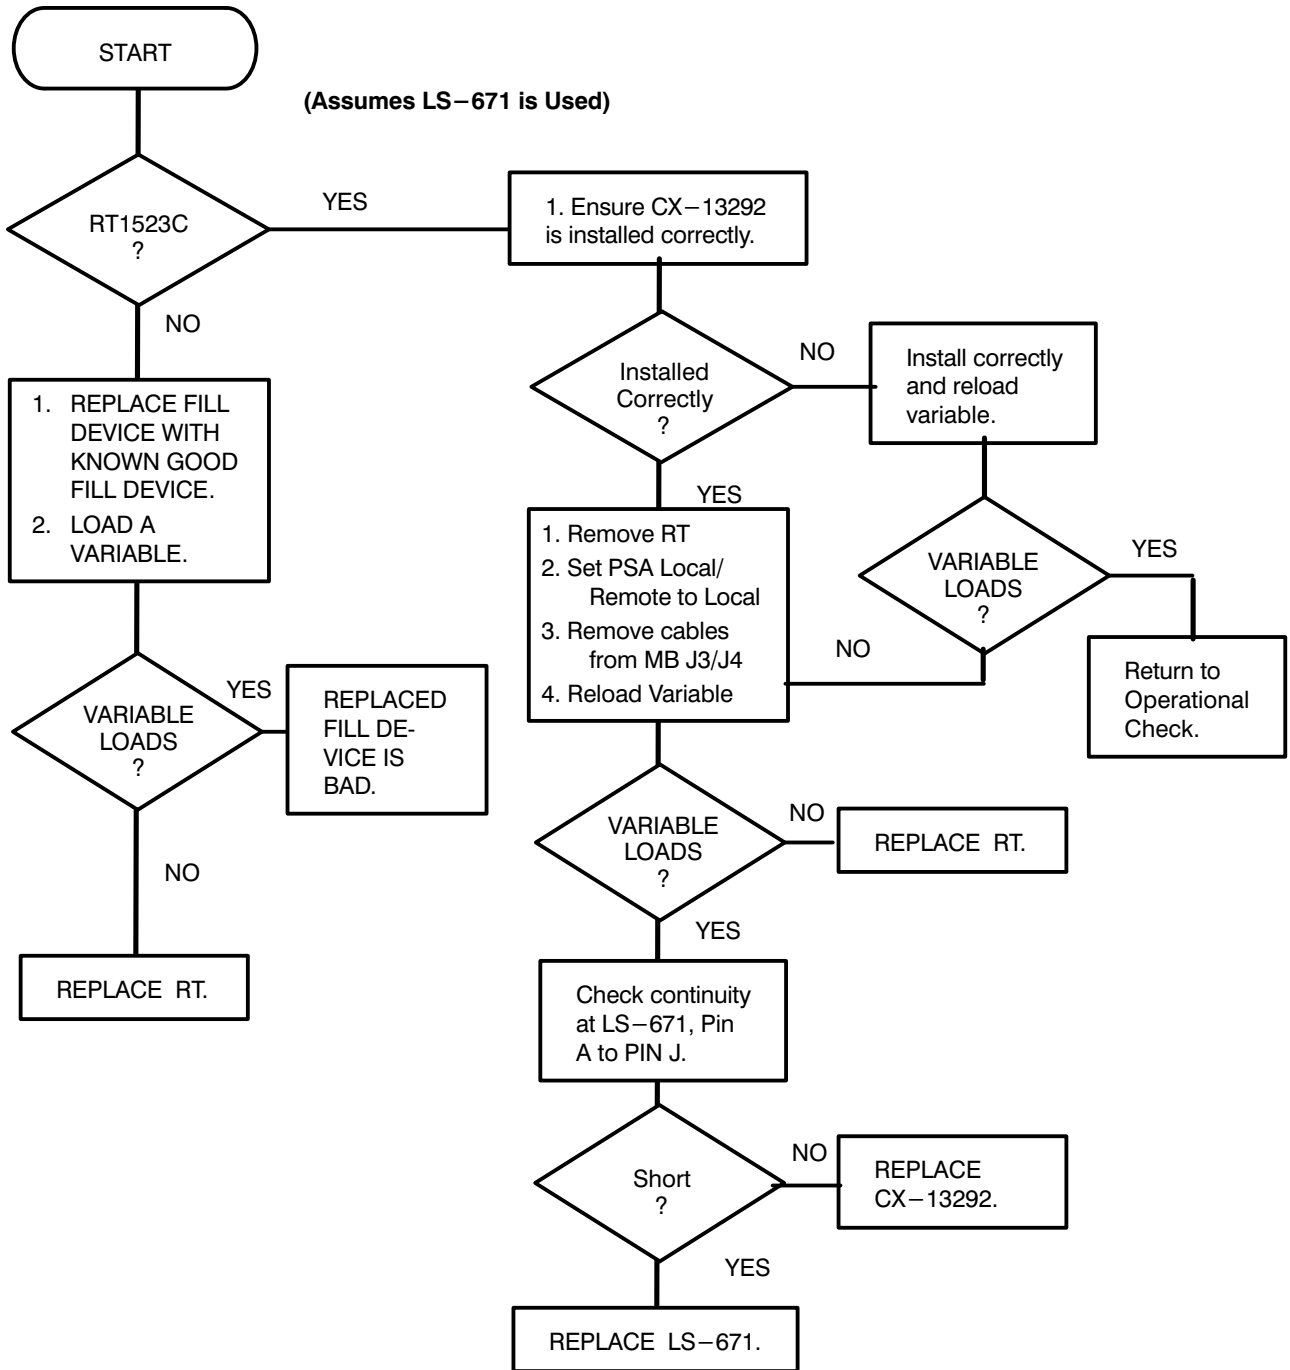 START
(Assumes LS−671 is Used)
RT1523C
?
YES
1. Ensure CX−13292
is installed correctly.
NO
1. REPLACE FILL
DEVICE WITH
KNOWN GOOD
FILL DEVICE.
2. LOAD A
VARIABLE.
Installed
Correctly
?
NO
Install correctly
and reload
variable.
YES
1. Remove RT
2. Set PSA Local/
Remote to Local
3. Remove cables
from MB J3/J4
4. Reload Variable
VARIABLE
LOADS
?
YES
NO
Return to
Operational
Check.
VARIABLE
LOADS
?
YES
REPLACED
FILL DE-
VICE IS
BAD.
NO
REPLACE RT.
VARIABLE
LOADS
?
NO
REPLACE RT.
YES
Check continuity
at LS−671, Pin
A to PIN J.
Short
?
NO
REPLACE
CX−13292.
YES
REPLACE LS−671.